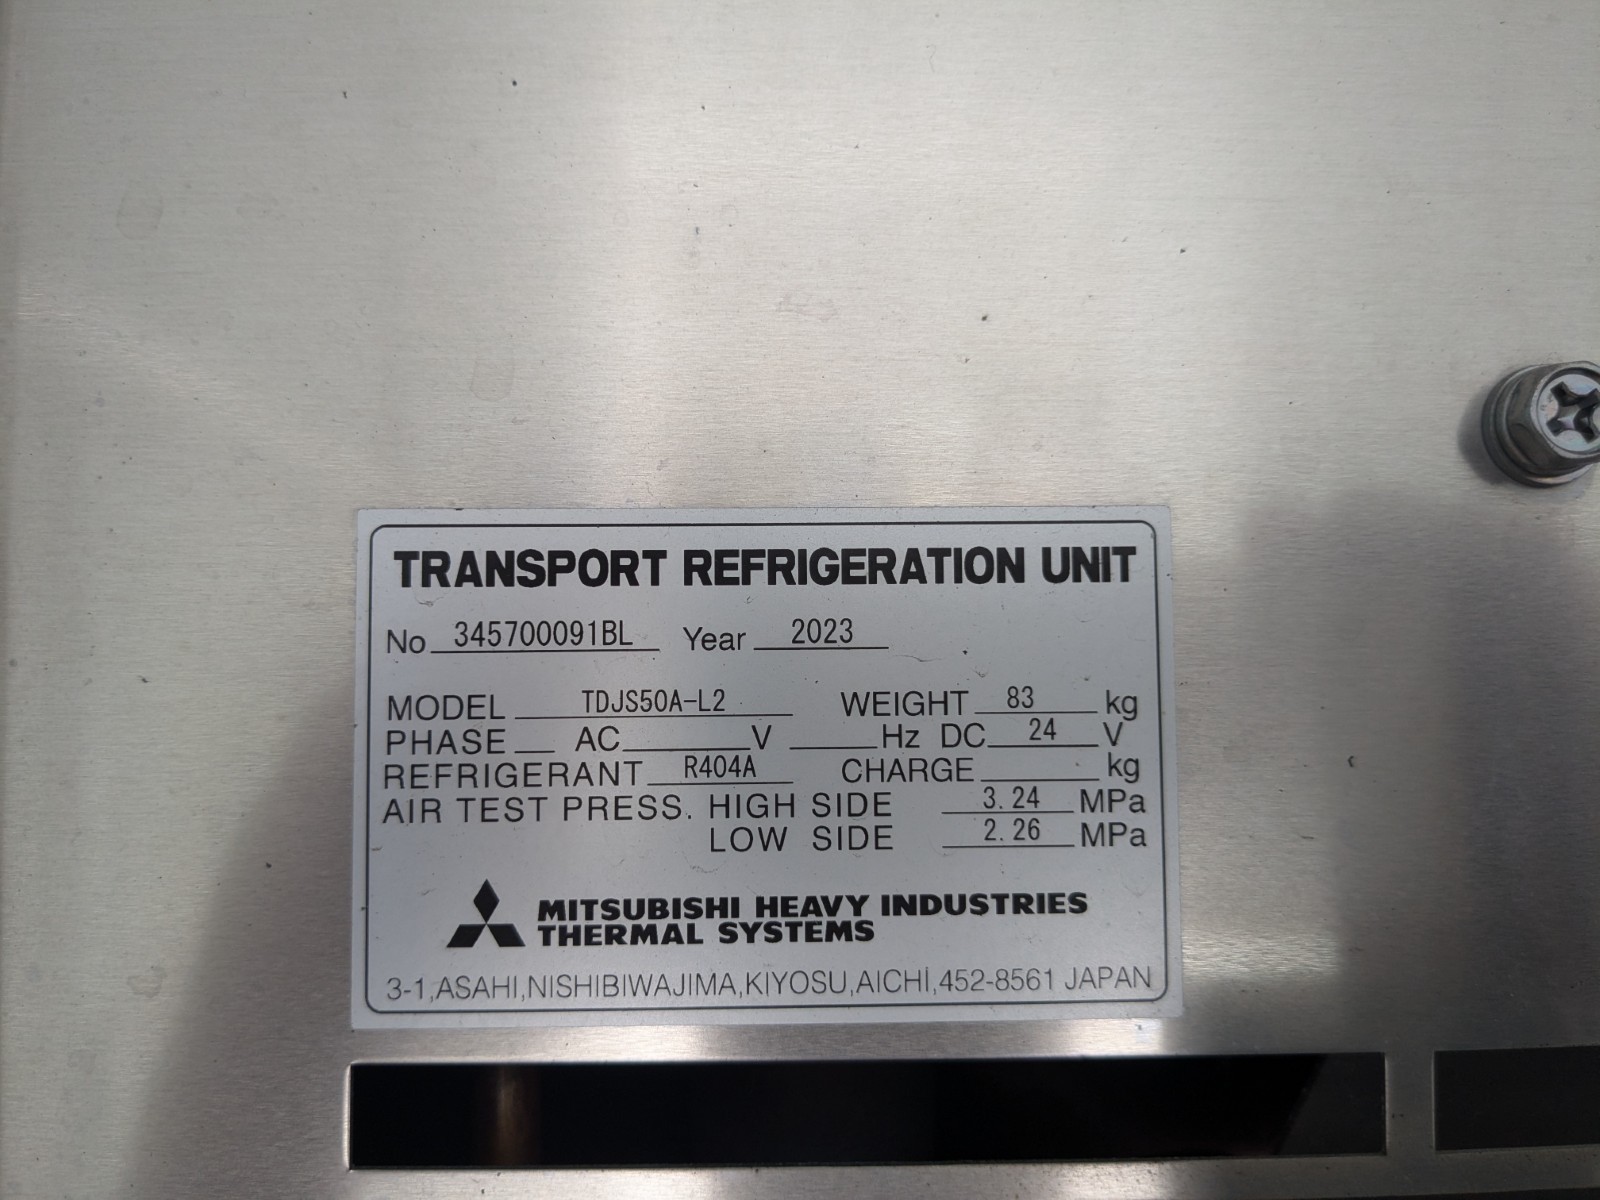 TRANSPORT REFRIGERATION UNIT
No 345700091BL Year 2023
MODEL TDJS50A-L2 WEIGHT 83 kg
PHASE AC V Hz DC 24 V
REFRIGERANT R404A CHARGE kg
AIR TEST PRESS. HIGH SIDE 3.24 MPa
LOW SIDE 2.26 MPa
MITSUBISHI HEAVY INDUSTRIES
THERMAL SYSTEMS
3-1,ASAHI,NISHIBIWAJIMA,KIYOSU,AICHI,452-8561 JAPAN